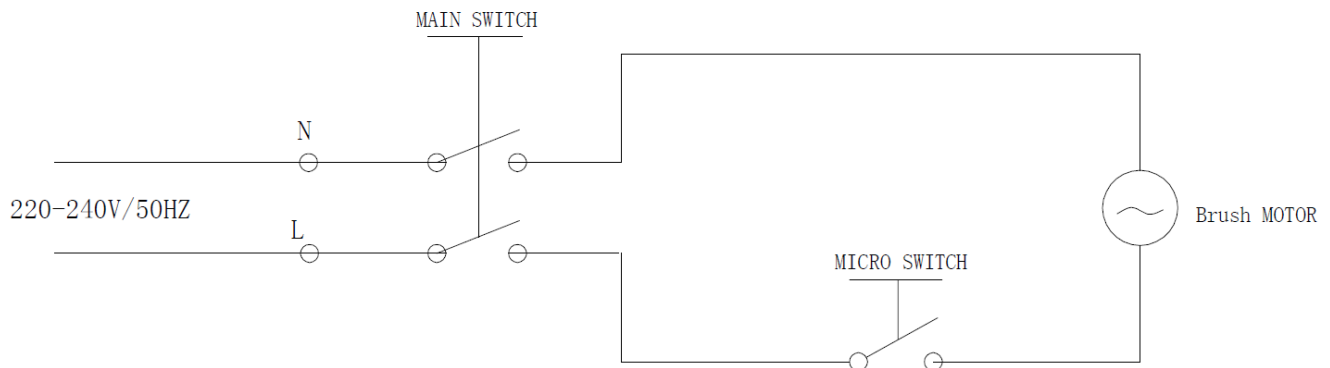 MAIN SWITCH
N
220-240V/50HZ
L
Brush MOTOR
MICRO SWITCH